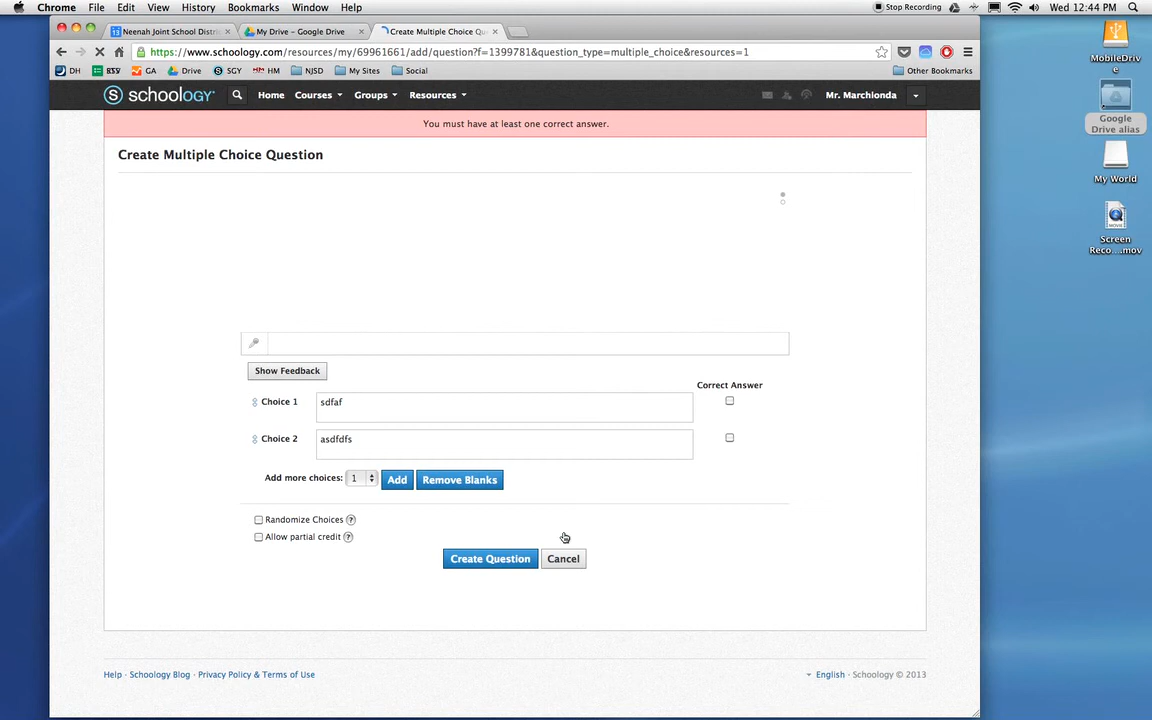 Chrome File Edit View History Bookmarks Window Help Stop Recording Wed 12:44 PM
Neenah Joint School Distri × My Drive – Google Drive × Create Multiple Choice Qu ×
https://www.schoology.com/resources/my/69961661/add/question?f=1399781&question_type=multiple_choice&resources=1
DH GA Drive SGY HM NJSD My Sites Social Other Bookmarks
S schoology Home Courses Groups Resources Mr. Marchionda
You must have at least one correct answer.
Create Multiple Choice Question
Show Feedback
Correct Answer
Choice 1 sdfaf
Choice 2 asdfdfs
Add more choices: 1 Add Remove Blanks
Randomize Choices ?
Allow partial credit ?
Create Question Cancel
Help · Schoology Blog · Privacy Policy & Terms of Use English · Schoology © 2013
MobileDriv
e
Google
Drive alias
My World
MOVIE
Screen
Reco....mov